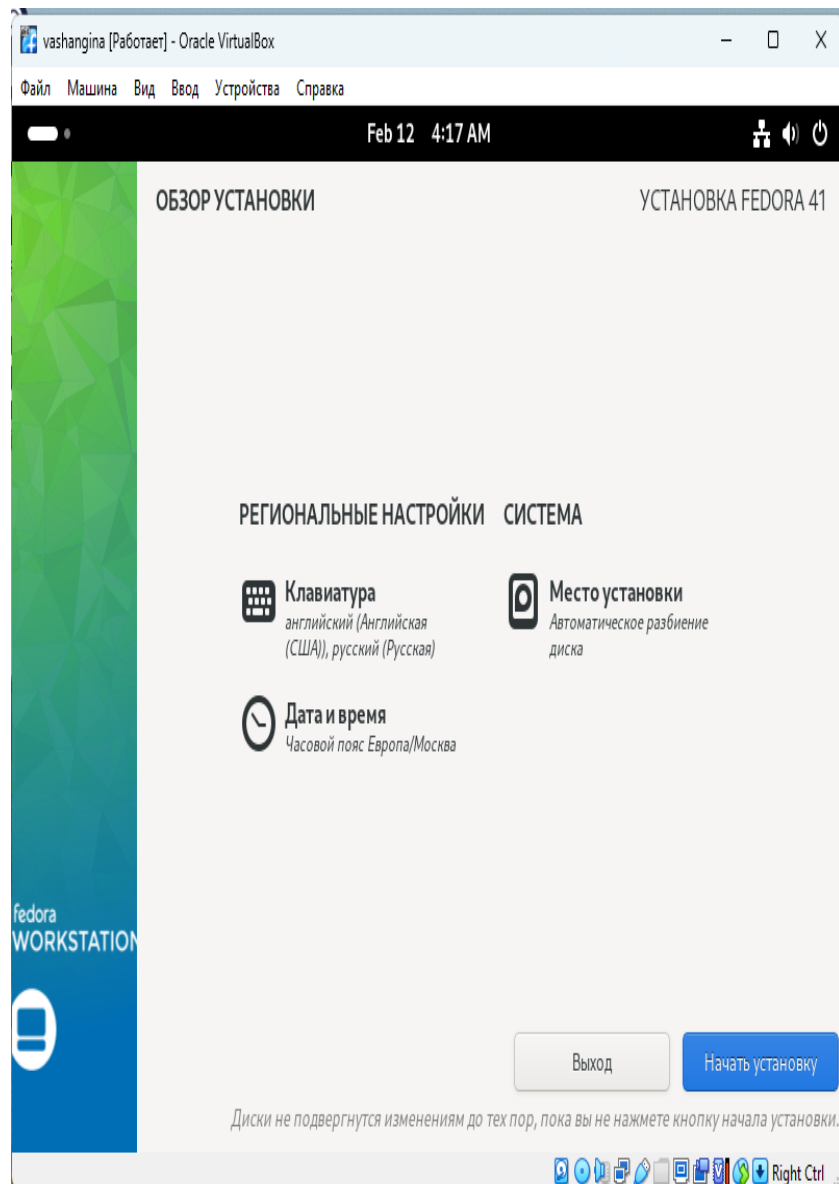 vashangina [Работает] - Oracle VirtualBox
Файл Машина Вид Ввод Устройства Справка
Feb 12 4:17 AM
ОБЗОР УСТАНОВКИ
УСТАНОВКА FEDORA 41
РЕГИОНАЛЬНЫЕ НАСТРОЙКИ
СИСТЕМА
Клавиатура
английский (Английская
(США)), русский (Русская)
Место установки
Автоматическое разбиение
диска
Дата и время
Часовой пояс Европа/Москва
fedora
WORKSTATION
Выход
Начать установку
Диски не подвергнутся изменениям до тех пор, пока вы не нажмете кнопку начала установки.
Right Ctrl